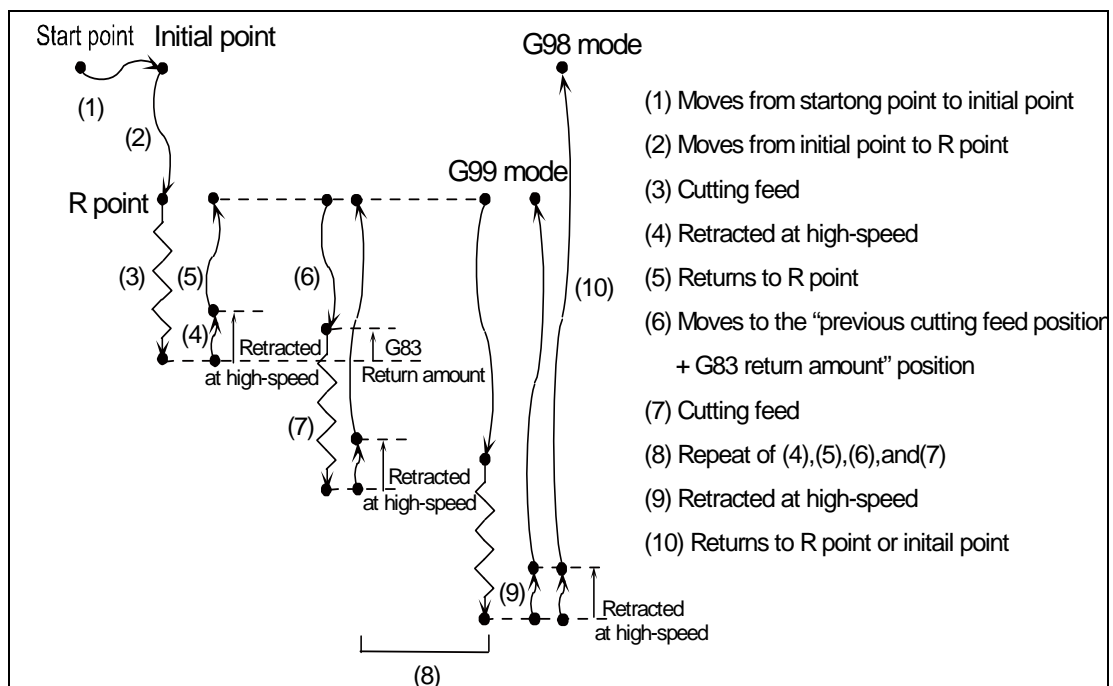 Start point
Initial point
G98 mode
(1)
(2)
R point
G99 mode
(3)
(5)
(4)
Retracted
at high-speed
(6)
G83
Return amount
(7)
Retracted
at high-speed
(10)
(9)
Retracted
at high-speed
(8)
(1) Moves from startong point to initial point
(2) Moves from initial point to R point
(3) Cutting feed
(4) Retracted at high-speed
(5) Returns to R point
(6) Moves to the “previous cutting feed position
+ G83 return amount” position
(7) Cutting feed
(8) Repeat of (4),(5),(6),and(7)
(9) Retracted at high-speed
(10) Returns to R point or initail point